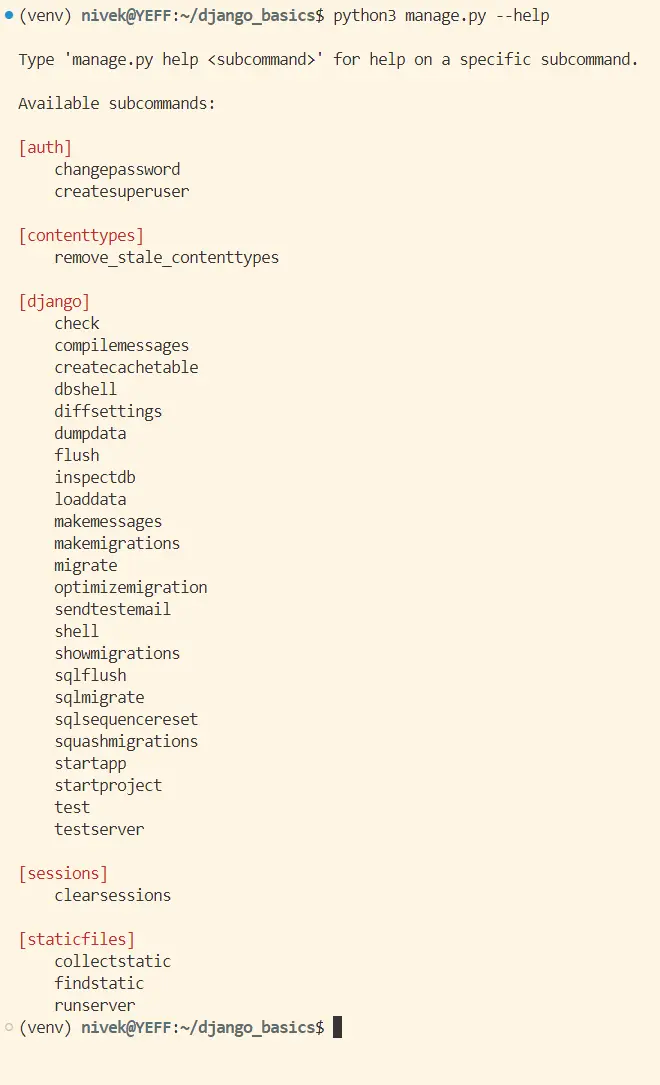 (venv) nivek@YEFF:~/django_basics$ python3 manage.py --help
Type 'manage.py help <subcommand>' for help on a specific subcommand.
Available subcommands:
[auth]
changepassword
createsuperuser
[contenttypes]
remove_stale_contenttypes
[django]
check
compilemessages
createcachetable
dbshell
diffsettings
dumpdata
flush
inspectdb
loaddata
makemessages
makemigrations
migrate
optimizemigration
sendtestemail
shell
showmigrations
sqlflush
sqlmigrate
sqlsequencereset
squashmigrations
startapp
startproject
test
testserver
[sessions]
clearsessions
[staticfiles]
collectstatic
findstatic
runserver
(venv) nivek@YEFF:~/django_basics$